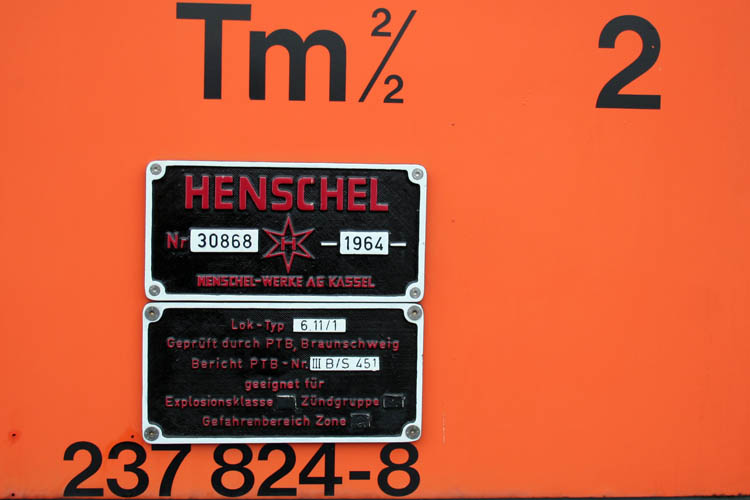 Tm 2/2 2
HENSCHEL
Nr 30868 H 1964
HENSCHEL-WERKE AG KASSEL
Lok-Typ 6.11/1
Geprüft durch PTB, Braunschweig
Bericht PTB-Nr. III B/S 451
geeignet für
Explosionsklasse Zündgruppe
Gefahrenbereich Zone
237 824-8